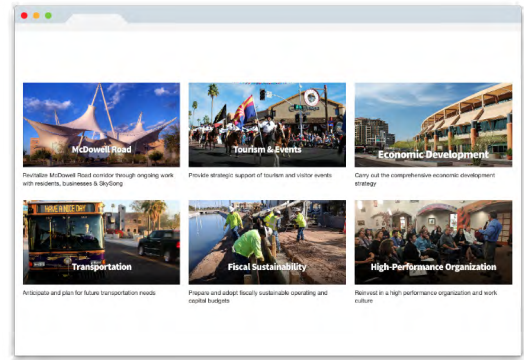 McDowell Road
Tourism & Events
Economic Development
Revitalize McDowell Road corridor through ongoing work
with residents, businesses & SkySong
Provide strategic support of tourism and visitor events
Carry out the comprehensive economic development
strategy
HAVE A NICE DAY
Transportation
Fiscal Sustainability
High-Performance Organization
Anticipate and plan for future transportation needs
Prepare and adopt fiscally sustainable operating and
capital budgets
Reinvest in a high performance organization and work
culture